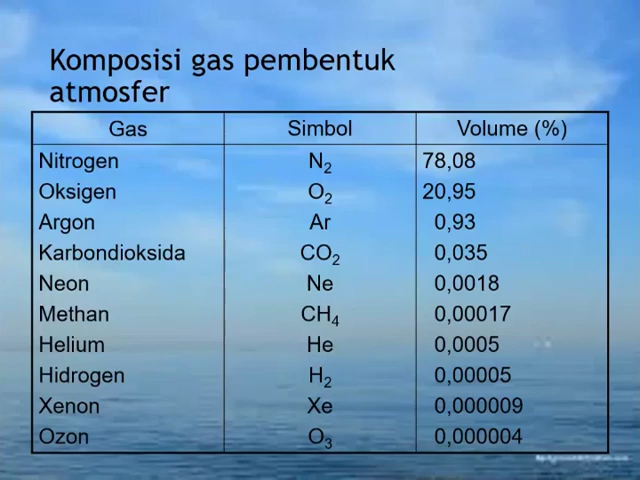 Komposisi gas pembentuk
atmosfer
Gas Simbol Volume (%)
Nitrogen N₂ 78,08
Oksigen O₂ 20,95
Argon Ar 0,93
Karbondioksida CO₂ 0,035
Neon Ne 0,0018
Methan CH₄ 0,00017
Helium He 0,0005
Hidrogen H₂ 0,00005
Xenon Xe 0,000009
Ozon O₃ 0,000004